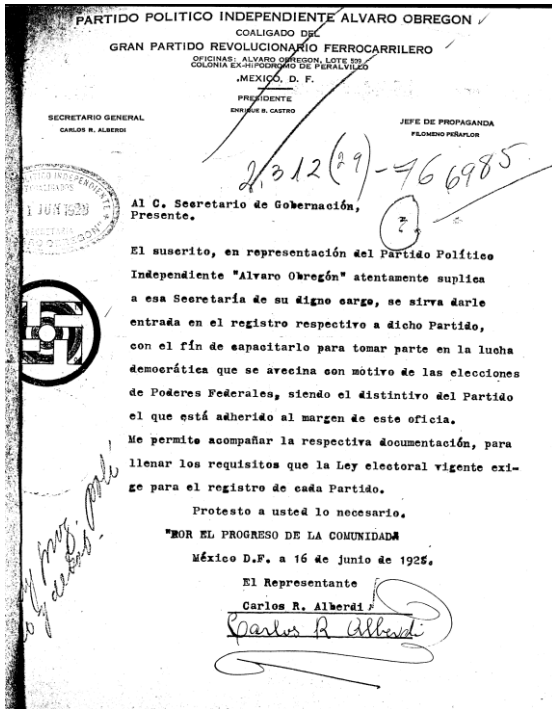 PARTIDO POLITICO INDEPENDIENTE ALVARO OBREGON
COALIGADO DEL
GRAN PARTIDO REVOLUCIONARIO FERROCARRILERO
OFICINAS: ALVARO OBREGON, LOTE 599
COLONIA EX-HIPODROMO DE PERALVILLO
MEXICO, D. F.
PRESIDENTE
ENRIQUE B. CASTRO
SECRETARIO GENERAL
CARLOS R. ALBERDI
JEFE DE PROPAGANDA
FILOMENO PEÑAFLOR
2,312(29)-766985
Al C. Secretario de Gobernación,
Presente.
El suscrito, en representación del Partido Político
Independiente "Alvaro Obregón" atentamente suplica
a esa Secretaría de su digno cargo, se sirva darle
entrada en el registro respectivo a dicho Partido,
con el fín de capacitarlo para tomar parte en la lucha
democrática que se avecina con motivo de las elecciones
de Poderes Federales, siendo el distintivo del Partido
el que está adherido al margen de este oficia.
Me permito acompañar la respectiva documentación, para
llenar los requisitos que la Ley electoral vigente exi-
ge para el registro de cada Partido.
Protesto a usted lo necesario.
"POR EL PROGRESO DE LA COMUNIDAD"
México D.F. a 16 de junio de
El Representante
Carlos R. Alberdi
Carlos R Alberdi